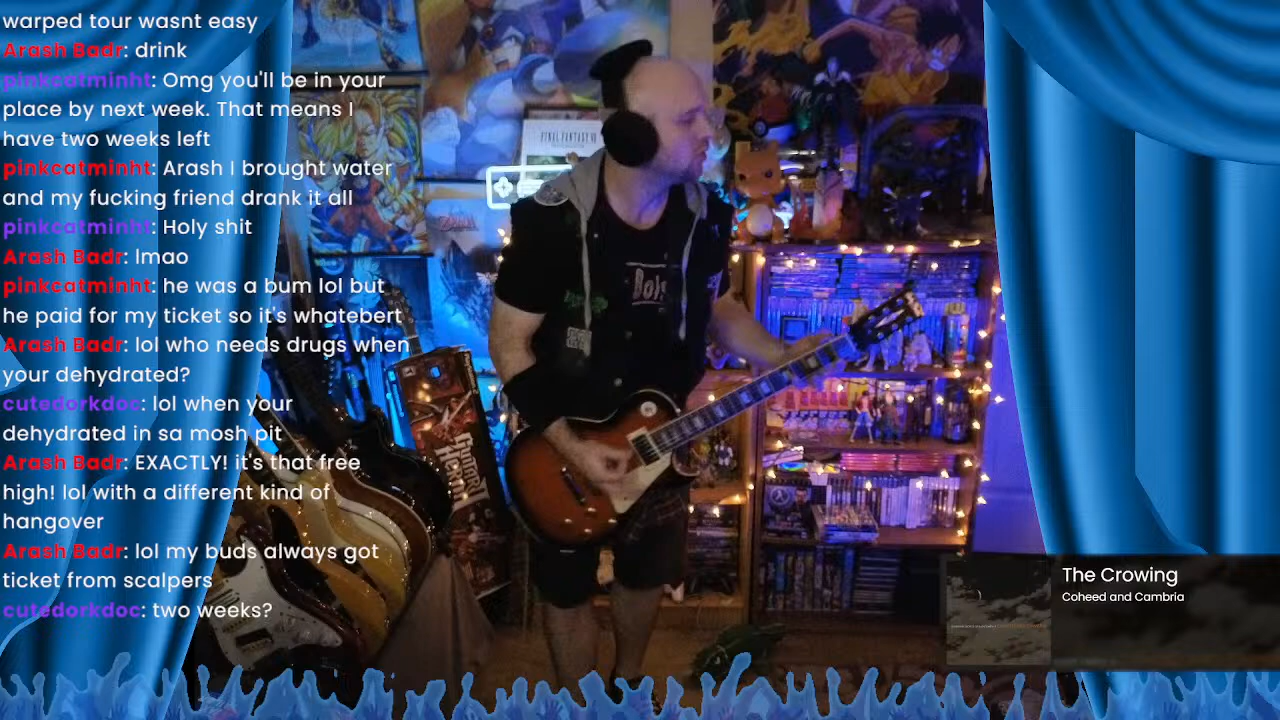 warped tour wasnt easy
Arash Badr: drink
pinkcatminht: Omg you'll be in your
place by next week. That means I
have two weeks left
pinkcatminht: Arash I brought water
and my fucking friend drank it all
pinkcatminht: Holy shit
Arash Badr: lmao
pinkcatminht: he was a bum lol but
he paid for my ticket so it's whatebert
Arash Badr: lol who needs drugs when
your dehydrated?
cutedorkdoc: lol when your
dehydrated in sa mosh pit
Arash Badr: EXACTLY! it's that free
high! lol with a different kind of
hangover
Arash Badr: lol my buds always got
ticket from scalpers
cutedorkdoc: two weeks?
FINAL FANTASY VII
ZELDA
GUITAR HERO
The Crowing
Coheed and Cambria